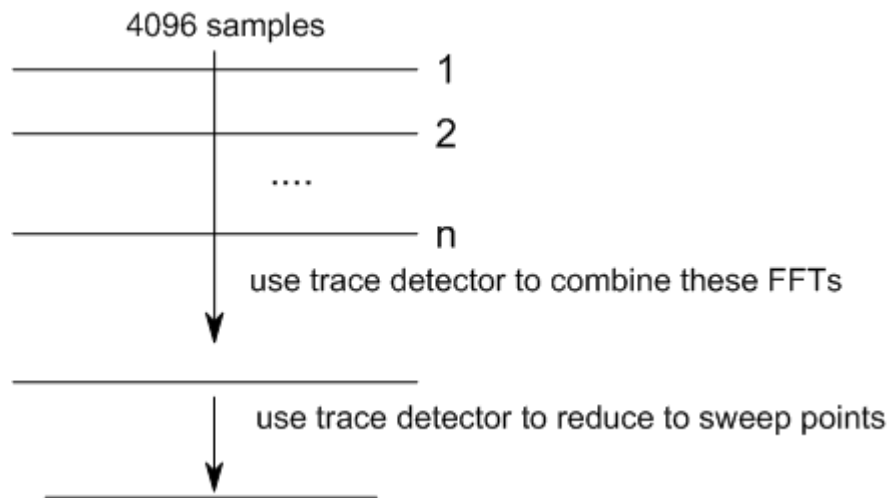 4096 samples
1
2
....
n
use trace detector to combine these FFTs
use trace detector to reduce to sweep points